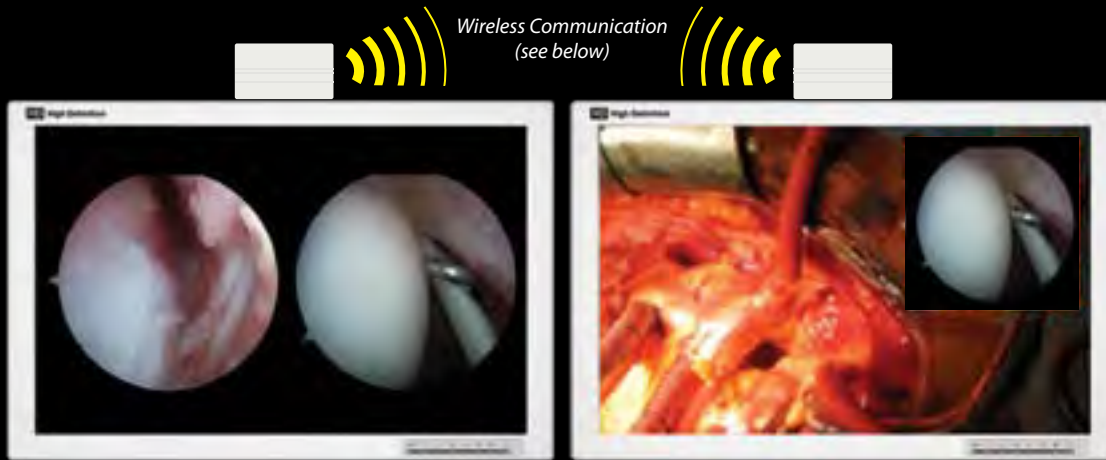 Wireless Communication
(see below)
High Definition
High Definition